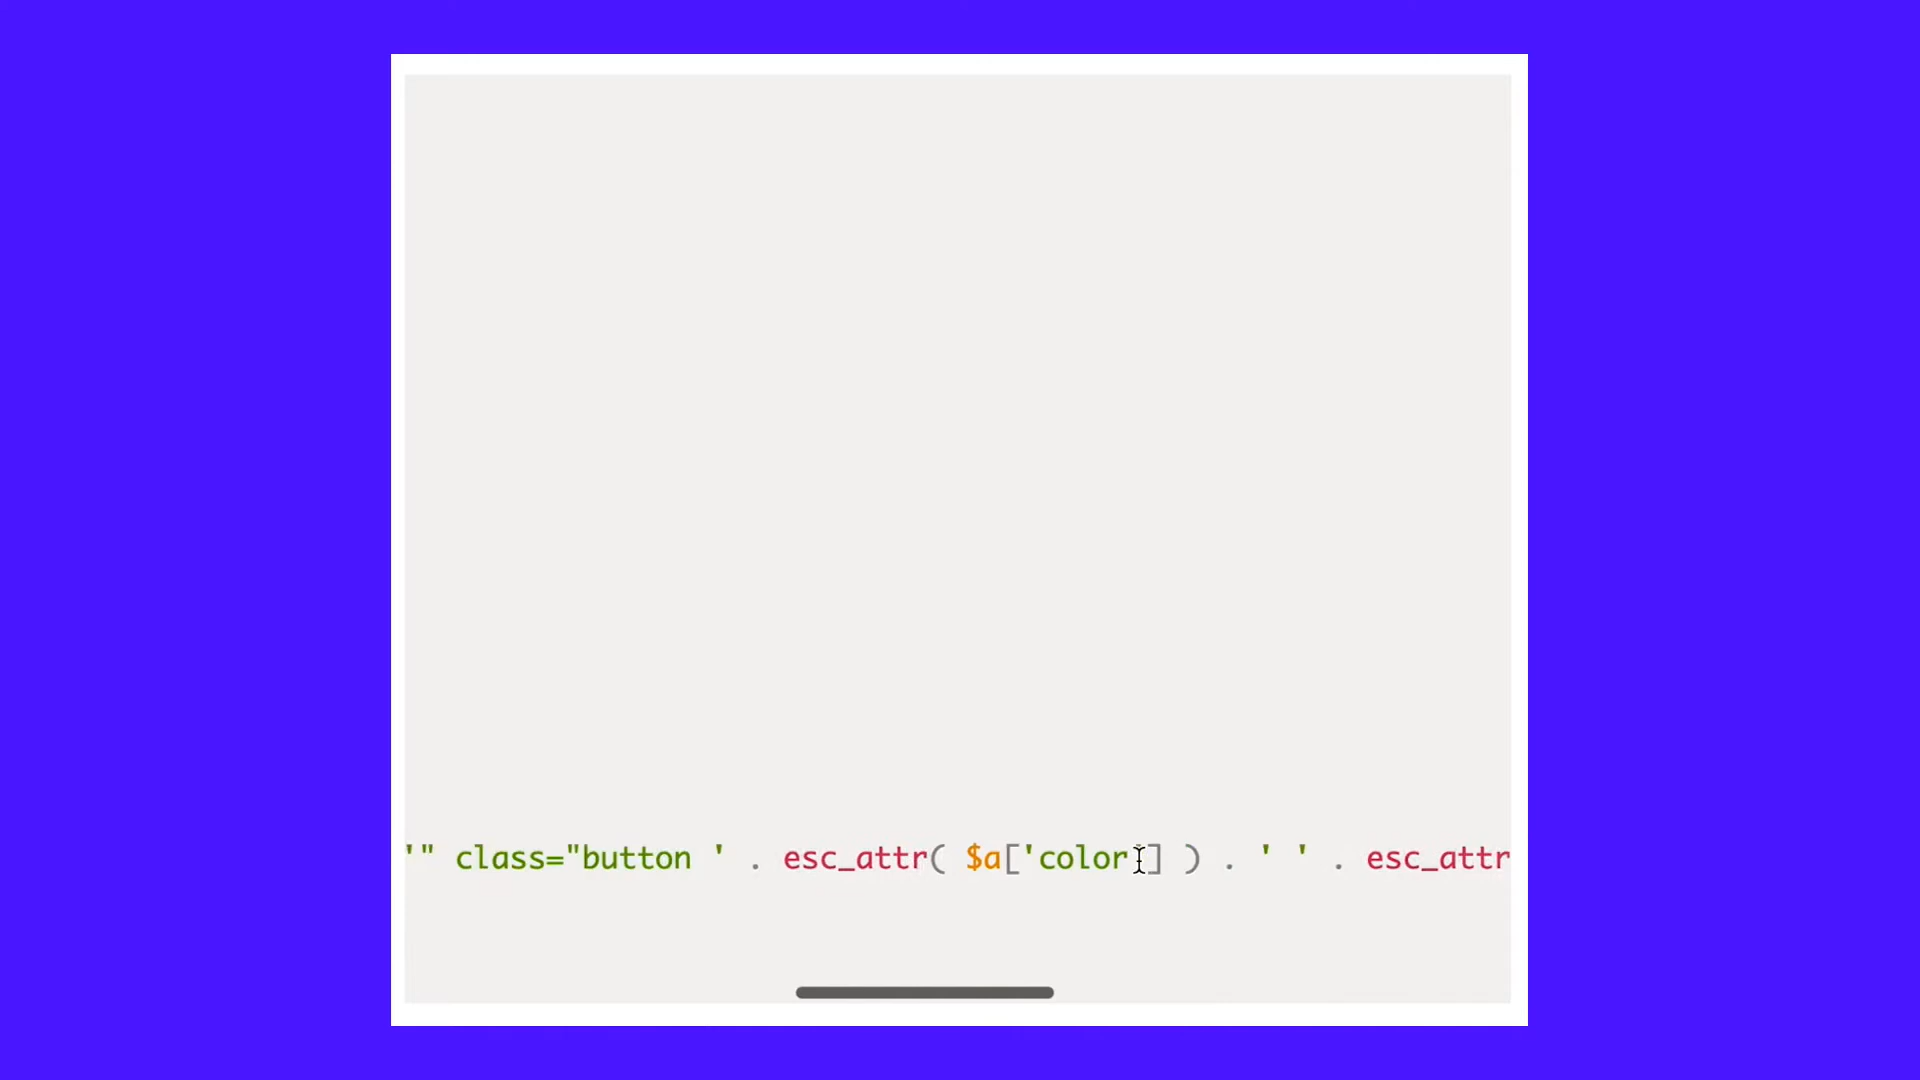 '" class="button ' . esc_attr( $a['color'] ) . ' ' . esc_attr